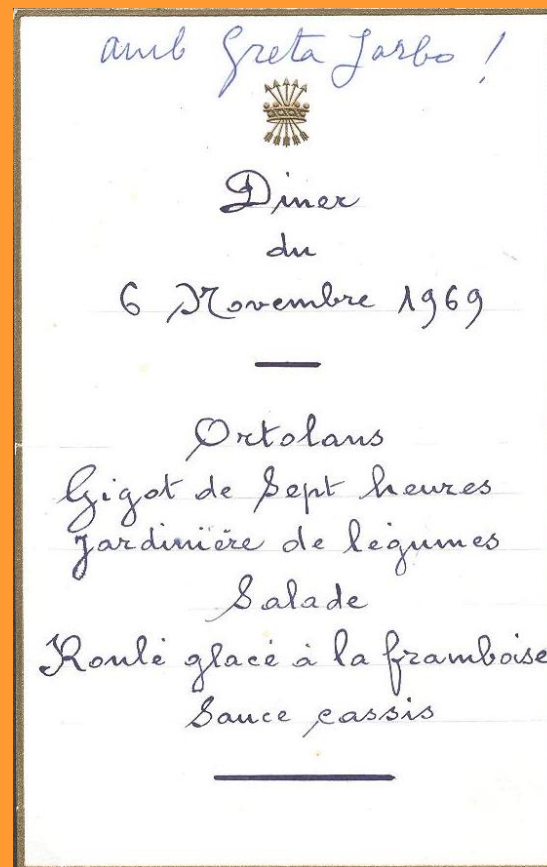 amb Greta Garbo !
Dîner
du
6 Novembre 1969
Ortolans
Gigot de Sept heures
Jardinière de légumes
Salade
Roulé glacé à la framboise
Sauce cassis